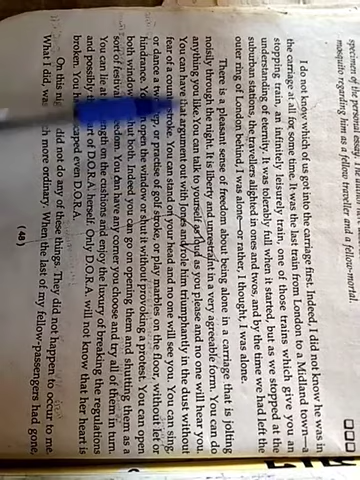 specimen of the personal essay. The
mosquito regarding him as a fellow traveller and a fellow-mortal.
I do not know which of us got into the carriage first. Indeed, I did not know he was in
the carriage at all for some time. It was the last train from London to a Midland town—a
stopping train, an infinitely leisurely train, one of those trains which give you an
understanding of eternity. It was tolerably full when it started, but as we stopped at the
suburban stations, the travellers alighted in ones and twos, and by the time we had left the
outer ring of London behind, I was alone—or rather, I thought, I was alone.
There is a pleasant sense of freedom about being alone in a carriage that is jolting
noisily through the night. It is liberty and unrestraint in a very agreeable form. You can do
anything you like. You can talk to yourself as loud as you please and no one will hear you.
You can have that argument with Jones and roll him triumphantly in the dust without
fear of a counterstroke. You can stand on your head and no one will see you. You can sing,
or dance a two-step, or practise a golf stroke, or play marbles on the floor, without let or
hindrance. You can open the window or shut it without provoking a protest. You can open
both windows or shut both. Indeed you can go on opening them and shutting them as a
sort of festival of freedom. You can have any corner you choose and try all of them in turn.
You can lie at length on the cushions and enjoy the luxury of breaking the regulations
and possibly the heart of D.O.R.A. herself. Only D.O.R.A. will not know that her heart is
broken. You have escaped even D.O.R.A.
On this night did not do any of these things. They did not happen to occur to me.
What I did, was much more ordinary. When the last of my fellow-passengers had gone,
(48)